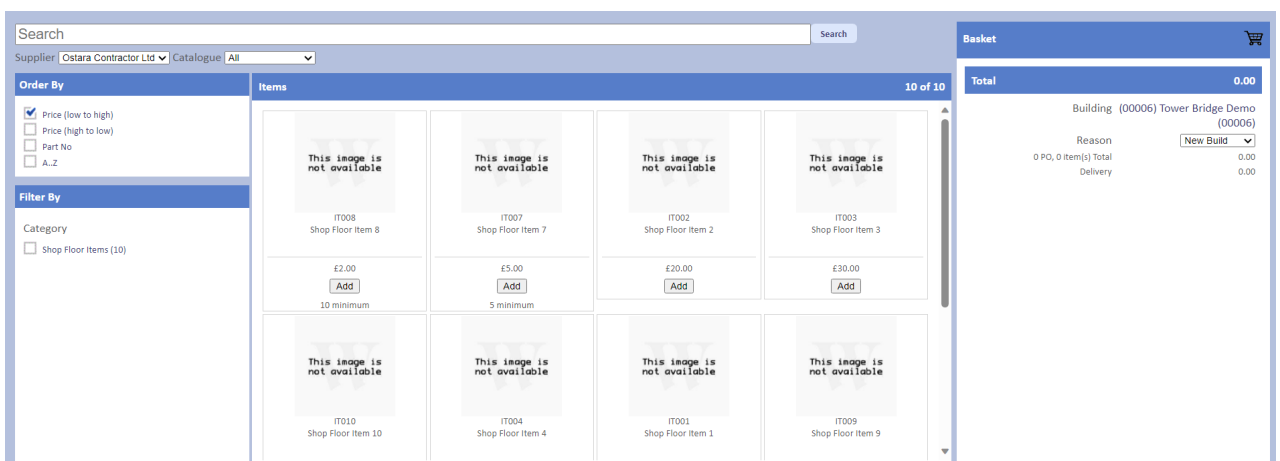 Search
Search
Supplier Ostara Contractor Ltd Catalogue All
Order By
Price (low to high)
Price (high to low)
Part No
A..Z
Filter By
Category
Shop Floor Items (10)
Items 10 of 10
This image is
not available
IT008
Shop Floor Item 8
£2.00
Add
10 minimum
This image is
not available
IT007
Shop Floor Item 7
£5.00
Add
5 minimum
This image is
not available
IT002
Shop Floor Item 2
£20.00
Add
This image is
not available
IT003
Shop Floor Item 3
£30.00
Add
This image is
not available
IT010
Shop Floor Item 10
This image is
not available
IT004
Shop Floor Item 4
This image is
not available
IT001
Shop Floor Item 1
This image is
not available
IT009
Shop Floor Item 9
Basket
Total 0.00
Building (00006) Tower Bridge Demo
(00006)
Reason New Build
0 PO, 0 item(s) Total 0.00
Delivery 0.00